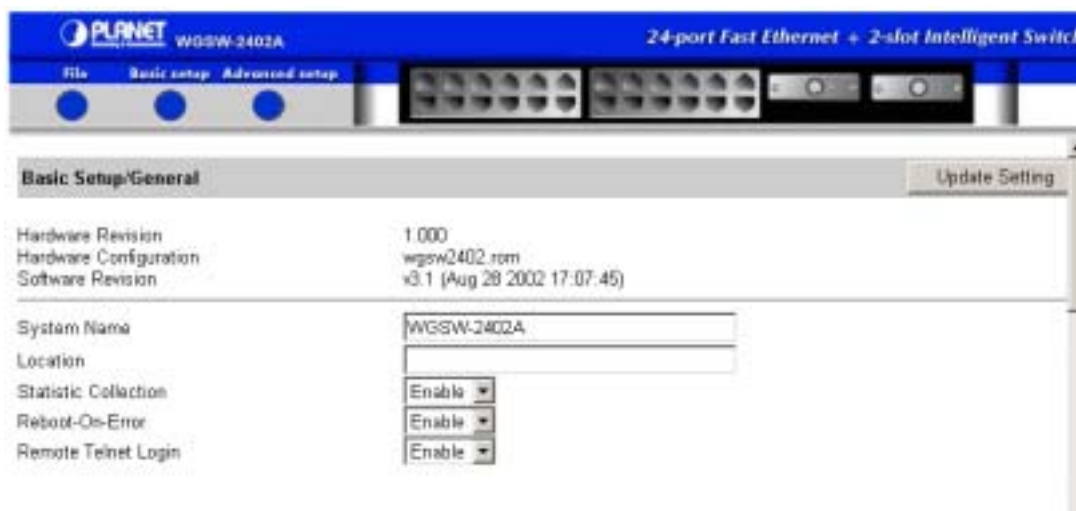 PLANET WGSW-2402A
24-port Fast Ethernet + 2-slot Intelligent Switch
File Basic setup Advanced setup
Basic Setup/General Update Setting
Hardware Revision 1.000
Hardware Configuration wgsw2402.rom
Software Revision v3.1 (Aug 28 2002 17:07:45)
System Name WGSW-2402A
Location
Statistic Collection Enable
Reboot-On-Error Enable
Remote Telnet Login Enable